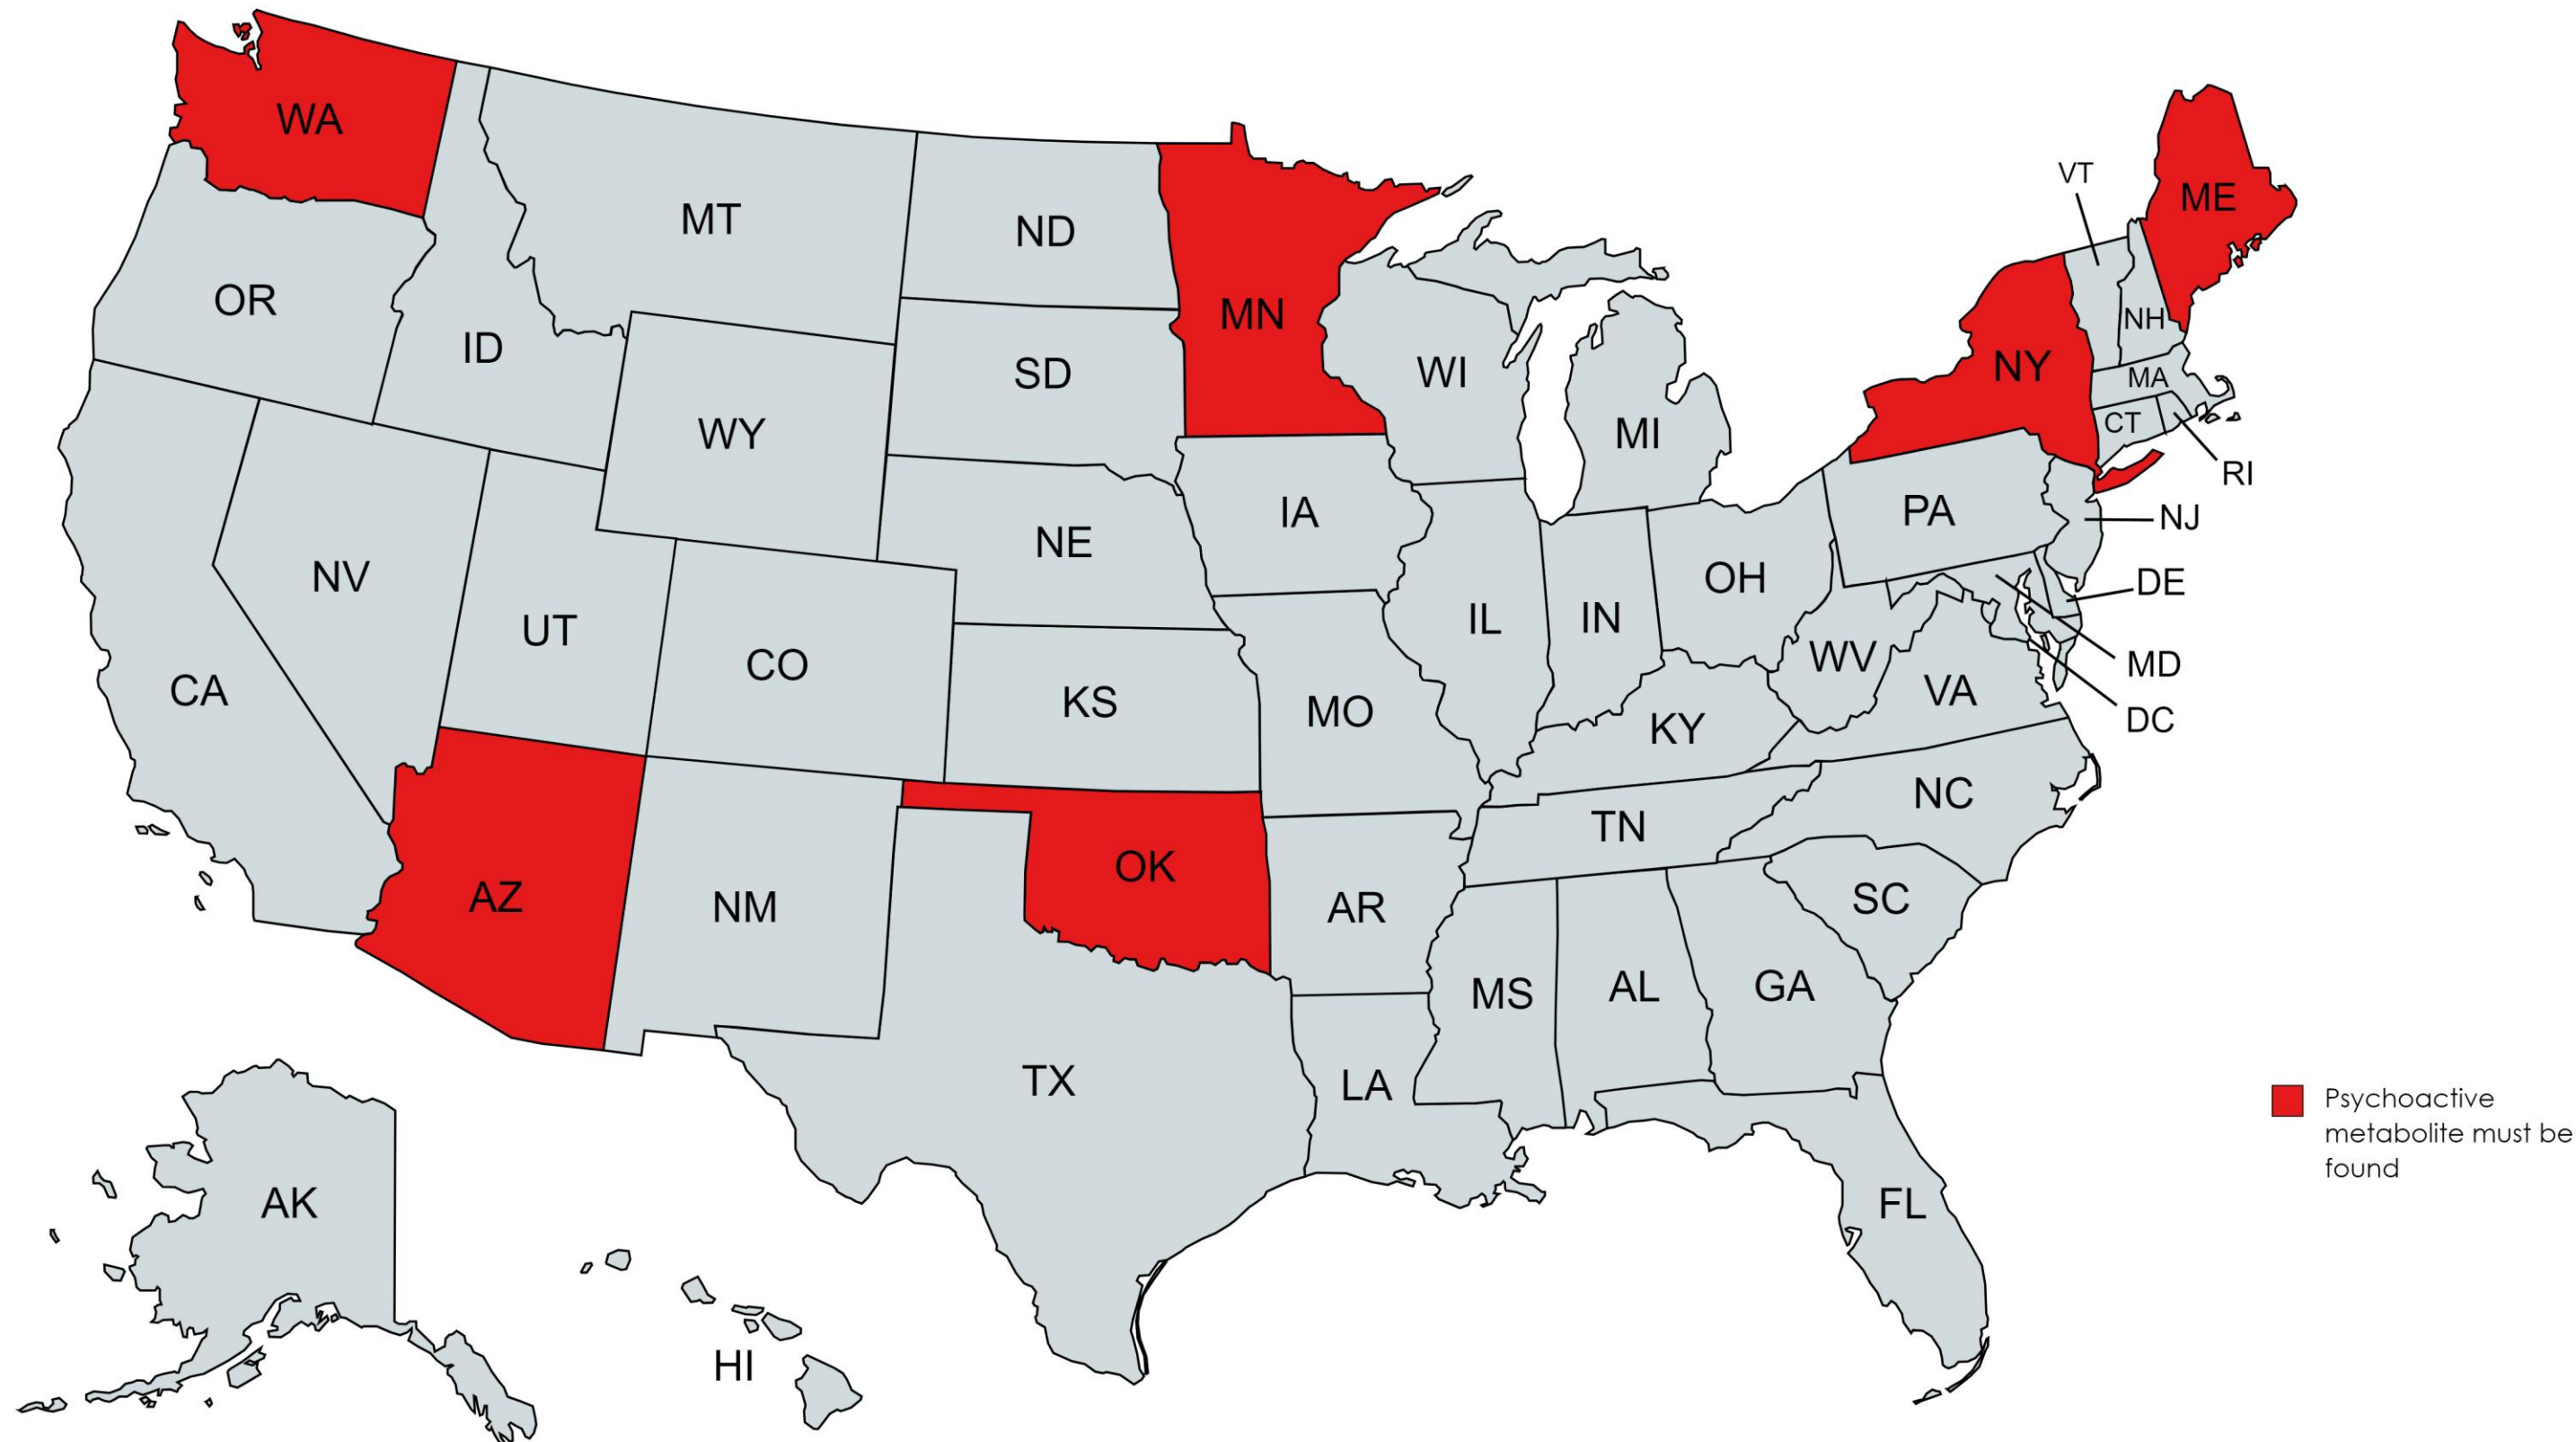 WA
MT
ND
MN
VT
ME
OR
ID
SD
WI
NH
NY
MA
WY
MI
CT
RI
IA
PA
NJ
NE
NV
OH
DE
UT
IL
IN
CO
WV
MD
CA
KS
MO
VA
DC
KY
NC
TN
OK
AZ
NM
AR
SC
MS
AL
GA
TX
LA
Psychoactive
metabolite must be
found
AK
FL
HI